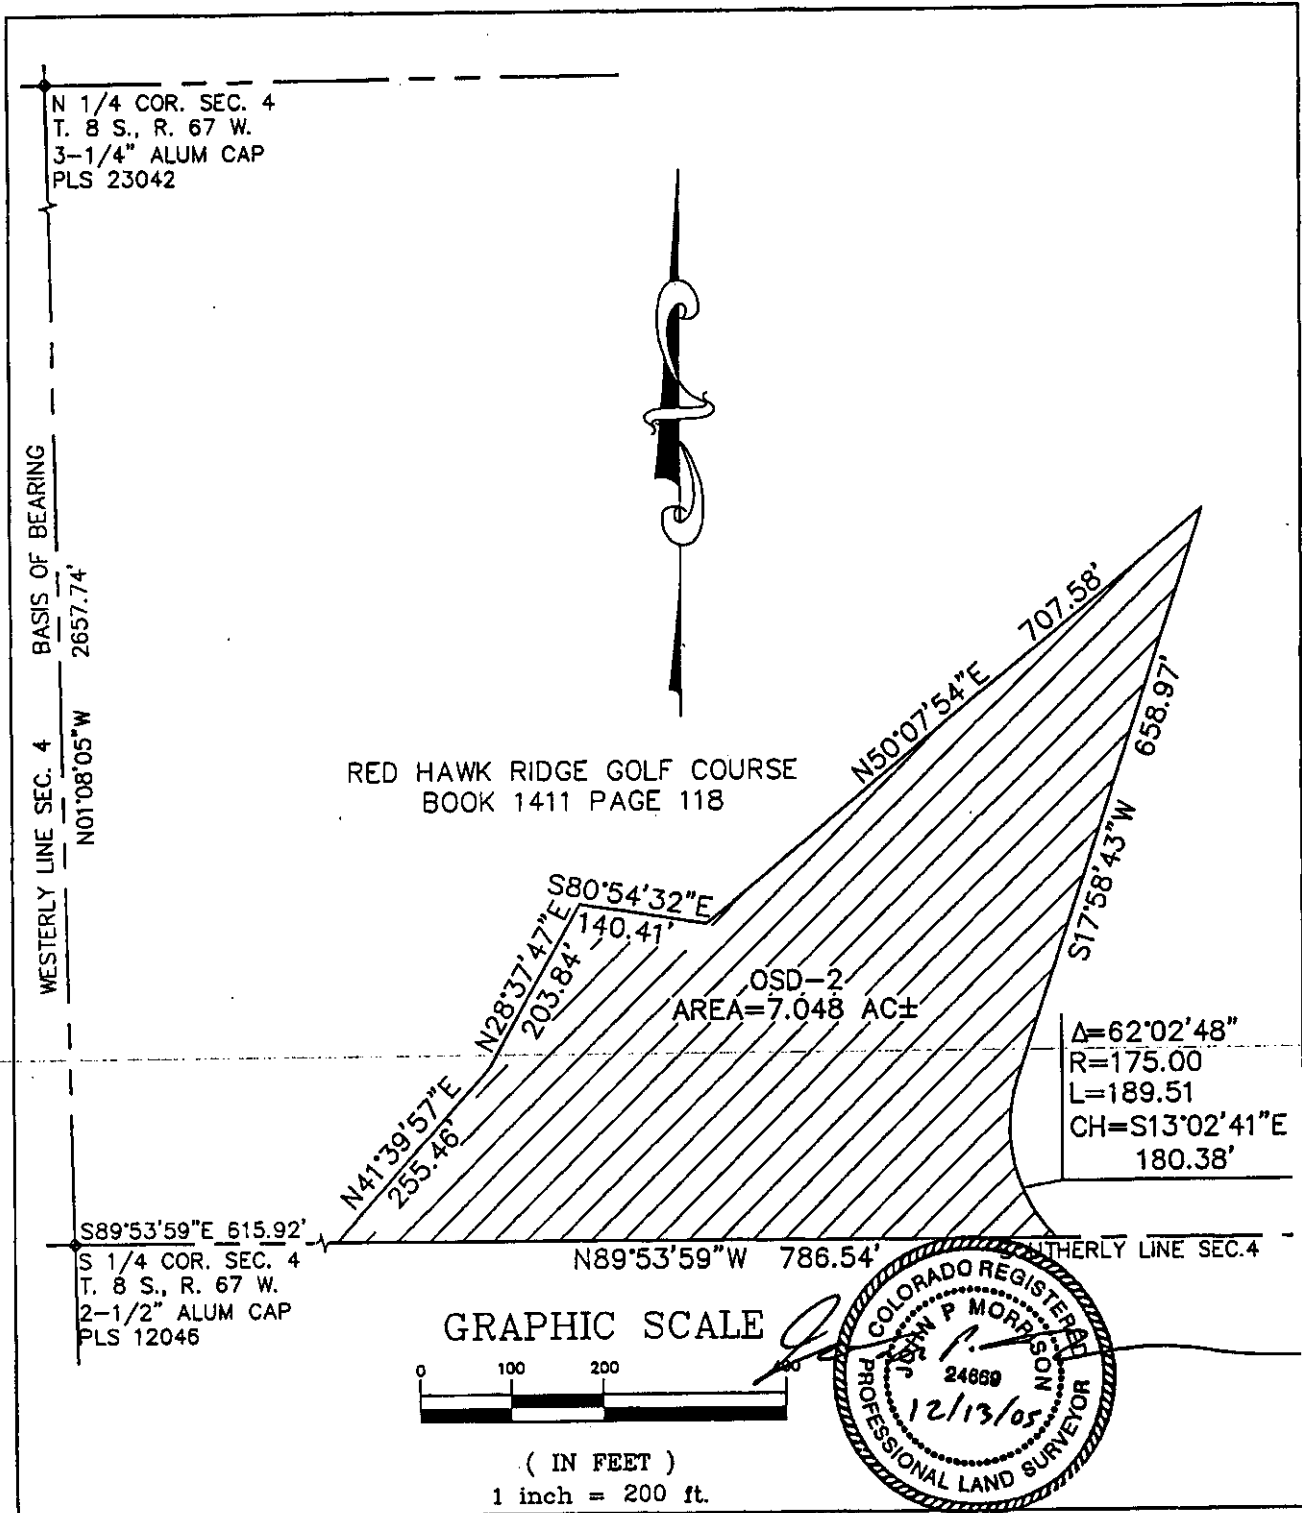 N 1/4 COR. SEC. 4
T. 8 S., R. 67 W.
3-1/4" ALUM CAP
PLS 23042
WESTERLY LINE SEC. 4 BASIS OF BEARING
N01°08'05"W 2657.74'
RED HAWK RIDGE GOLF COURSE
BOOK 1411 PAGE 118
N50°07'54"E 707.58'
S17°58'43"W 658.97'
S80°54'32"E
140.41'
N28°37'47"E
203.84'
OSD-2
AREA=7.048 AC±
N41°39'57"E
255.46'
Δ=62°02'48"
R=175.00
L=189.51
CH=S13°02'41"E
180.38'
S89°53'59"E 615.92'
S 1/4 COR. SEC. 4
T. 8 S., R. 67 W.
2-1/2" ALUM CAP
PLS 12046
N89°53'59"W 786.54'
THERLY LINE SEC.4
GRAPHIC SCALE
0 100 200 400
( IN FEET )
1 inch = 200 ft.
COLORADO REGISTERED
JOHN P MORRISON
24669
12/13/05
PROFESSIONAL LAND SURVEYOR